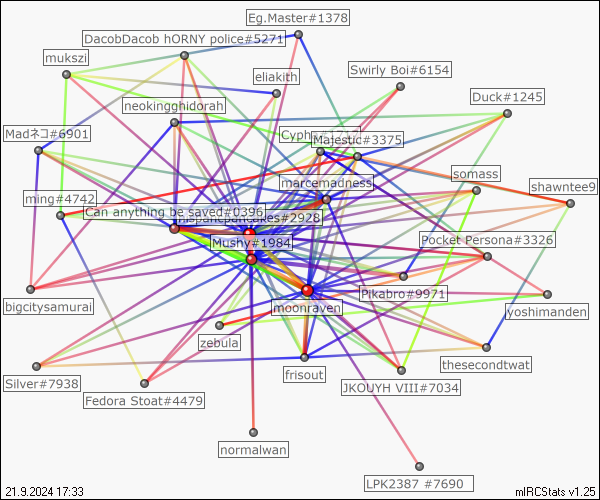 Eg.Master#1378
DacobDacob hORNY police#5271
mukszi
eliakith
Swirly Boi#6154
neokingghidorah
Duck#1245
Madネコ#6901
Majestic#3375
marcemadness
somass
shawntee9
ming#4742
Can anything be saved#0396
Mushy#1984
Pocket Persona#3326
Pikabro#9971
bigcitysamurai
moonraven
yoshimanden
zebula
frisout
thesecondtwat
Silver#7938
Fedora Stoat#4479
JKOUYH VIII#7034
normalwan
LPK2387 #7690
21.9.2024 17:33
mIRCStats v1.25